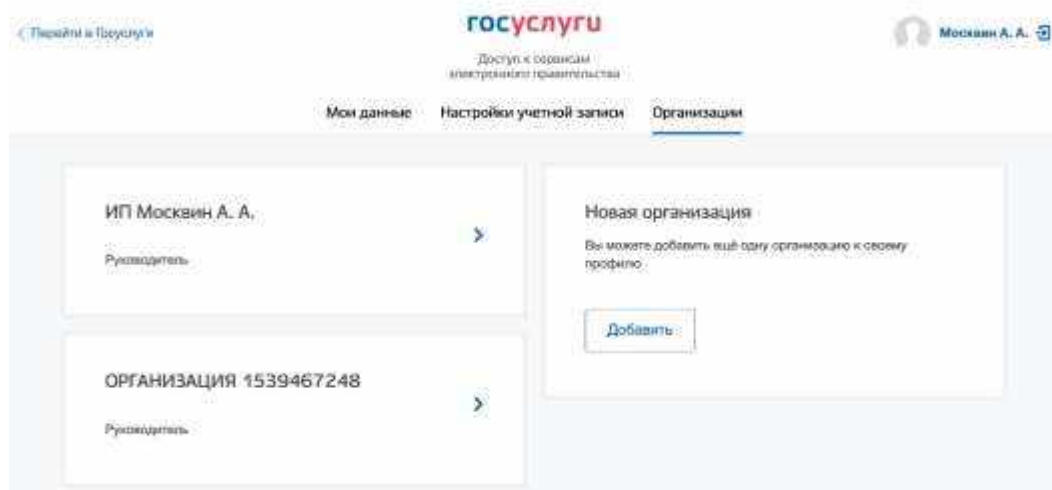 Перейти в Госуслуги
госуслуги
Доступ к сервисам
электронного правительства
Москвин А. А.
Мои данные
Настройки учетной записи
Организации
ИП Москвин А. А.
Руководитель
Новая организация
Вы можете добавить ещё одну организацию к своему
профилю
Добавить
ОРГАНИЗАЦИЯ 1539467248
Руководитель